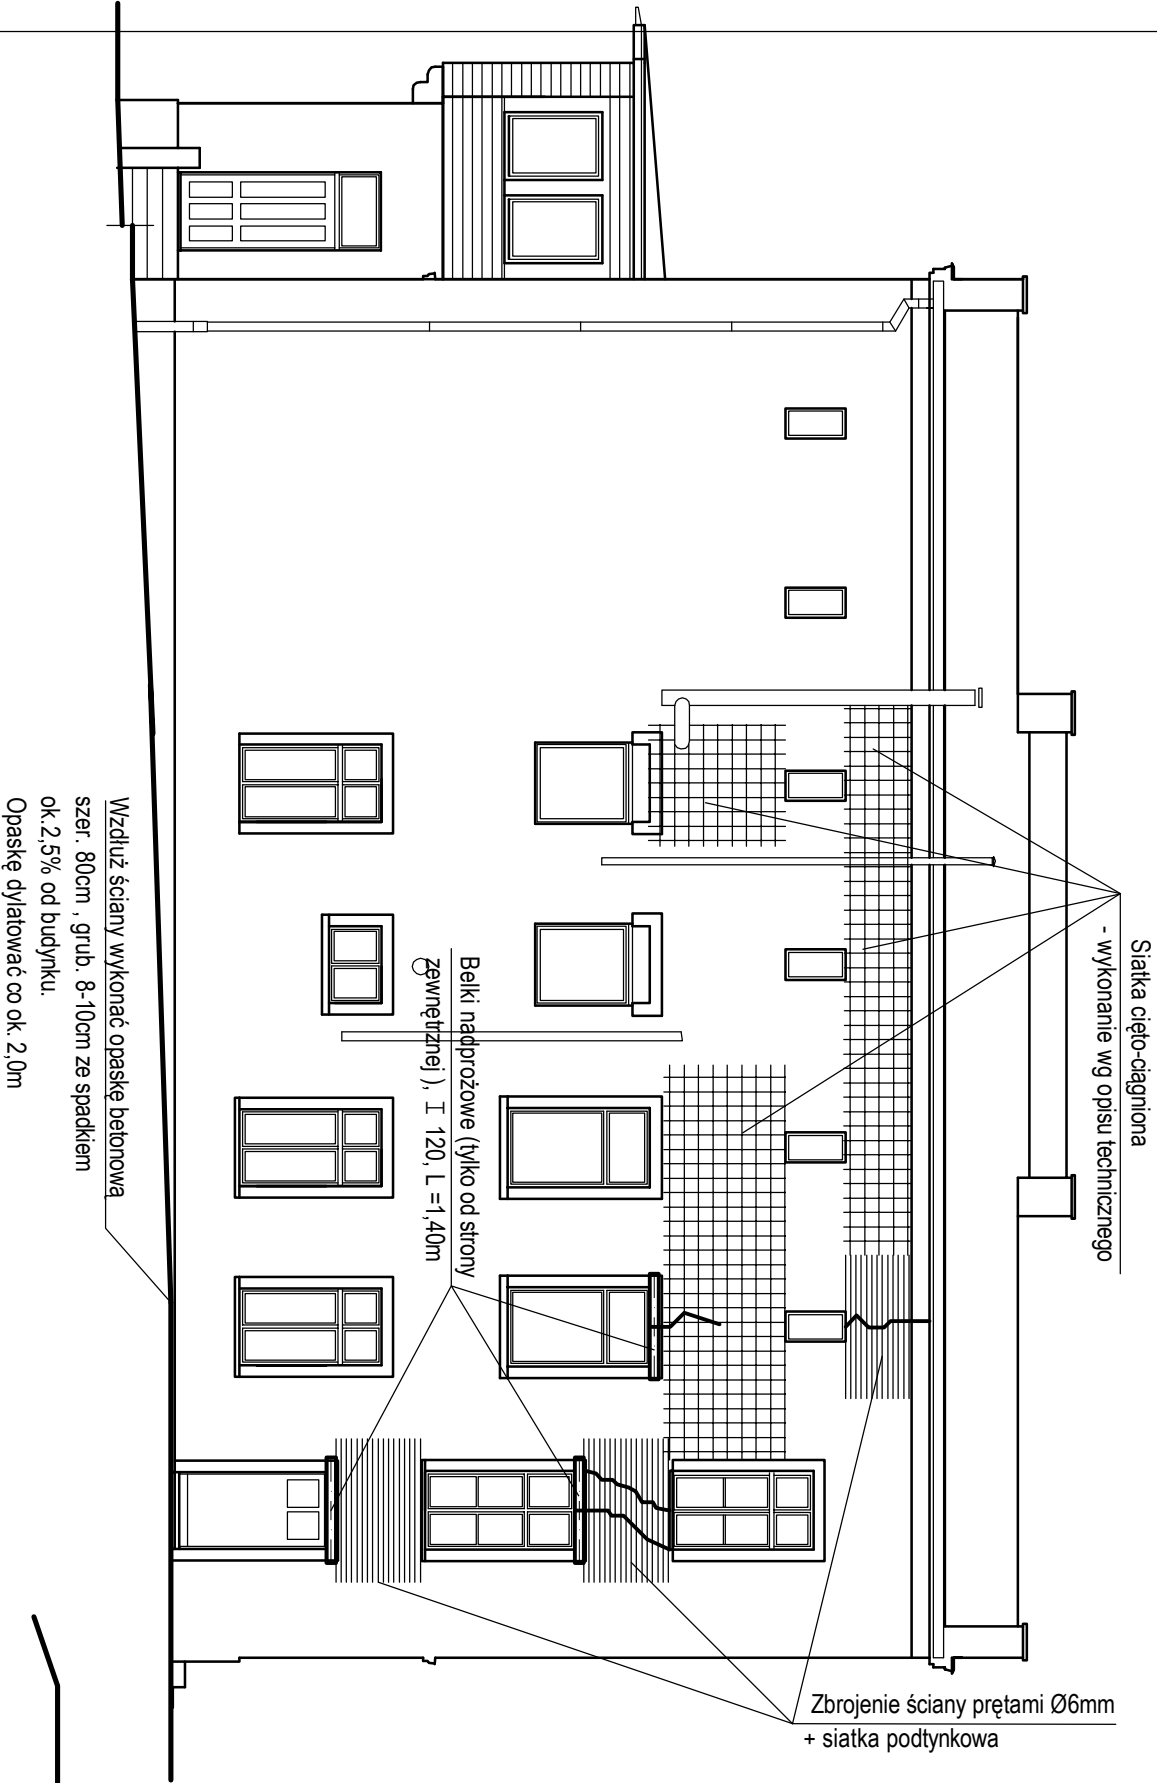 Siatka cięto-ciągniona
- wykonanie wg opisu technicznego
Belki nadprożowe (tylko od strony
zewnętrznej ), I 120, L =1,40m
Wzdłuż ściany wykonać opaskę betonową
szer. 80cm , grub. 8-10cm ze spadkiem
ok.2,5% od budynku.
Opaskę dylatować co ok. 2,0m
Zbrojenie ściany prętami Ø6mm
+ siatka podtynkowa